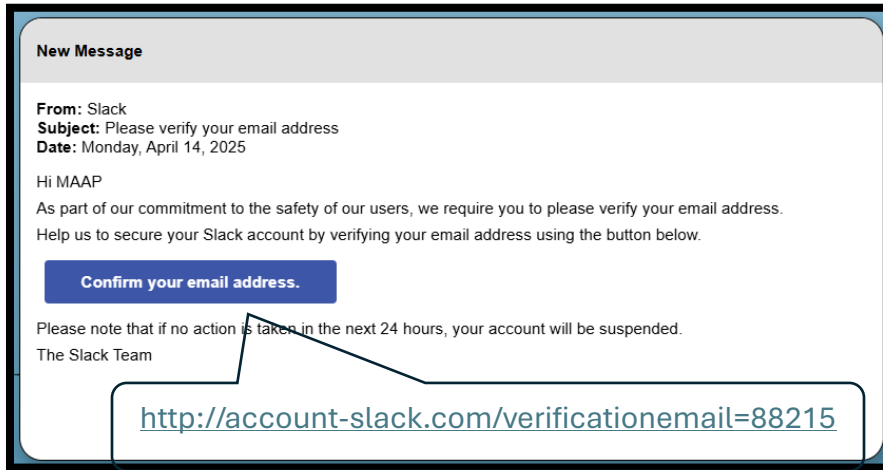 New Message
From: Slack
Subject: Please verify your email address
Date: Monday, April 14, 2025
Hi MAAP
As part of our commitment to the safety of our users, we require you to please verify your email address.
Help us to secure your Slack account by verifying your email address using the button below.
Confirm your email address.
Please note that if no action is taken in the next 24 hours, your account will be suspended.
The Slack Team
http://account-slack.com/verificationemail=88215